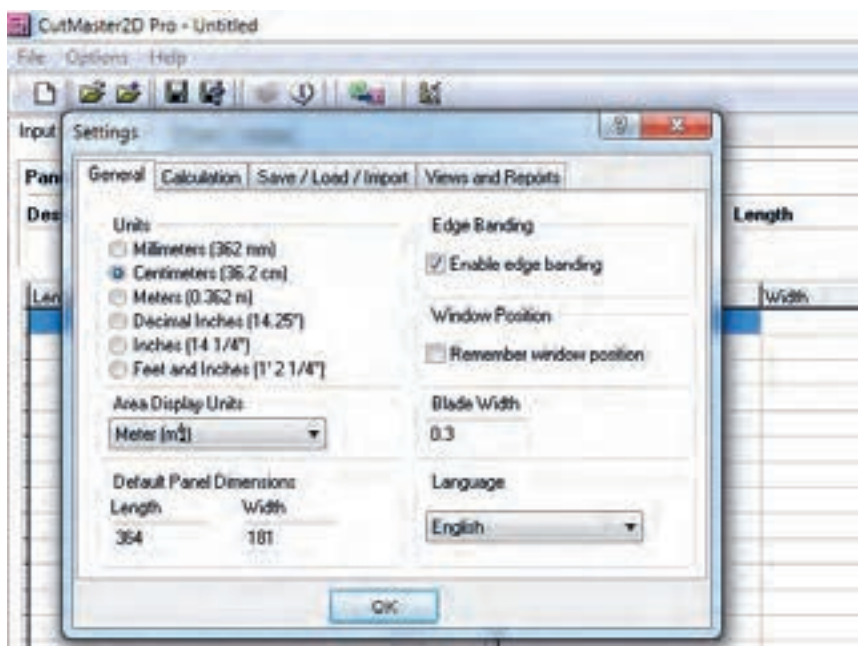 CutMaster2D Pro - Untitled
File Options Help
Input
Settings
Pan
General Calculation Save / Load / Import Views and Reports
Des
Length
Units
Millimeters (362 mm)
Centimeters (36.2 cm)
Meters (0.362 m)
Decimal Inches (14.25")
Inches (14 1/4")
Feet and Inches (1' 2 1/4")
Edge Banding
Enable edge banding
Len
Width
Window Position
Remember window position
Area Display Units
Meter (m²)
Blade Width
0.3
Default Panel Dimensions
Length Width
364 181
Language
English
OK